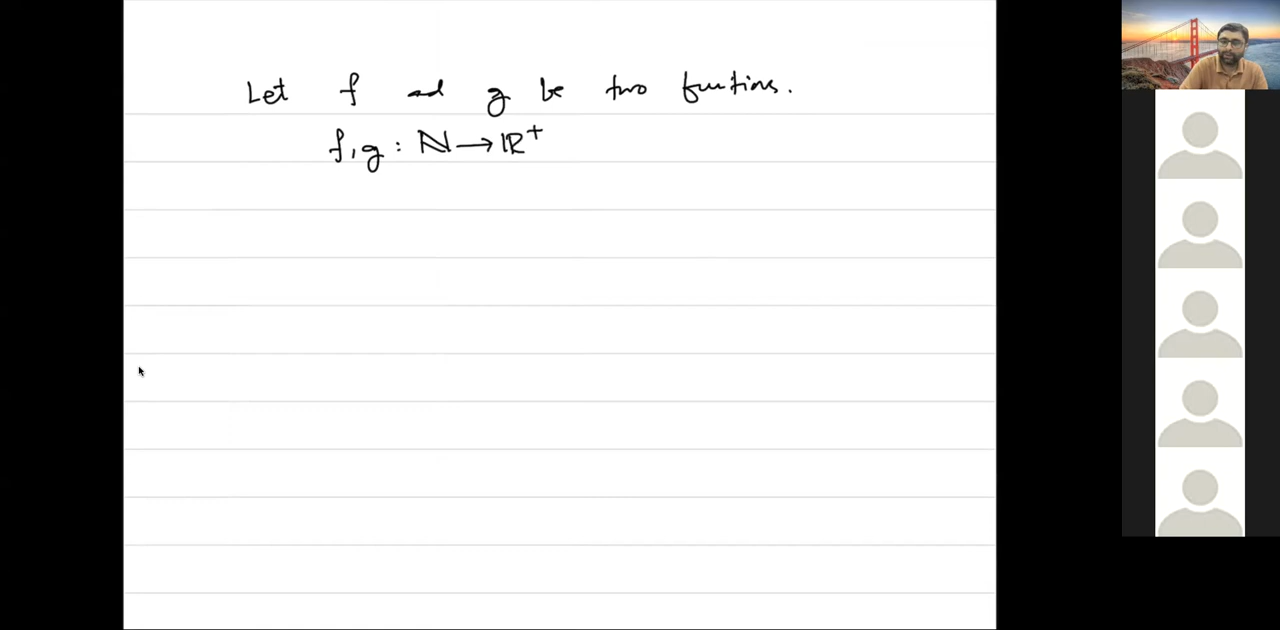 Let f and g be two functions.
f, g : ℕ → ℝ⁺